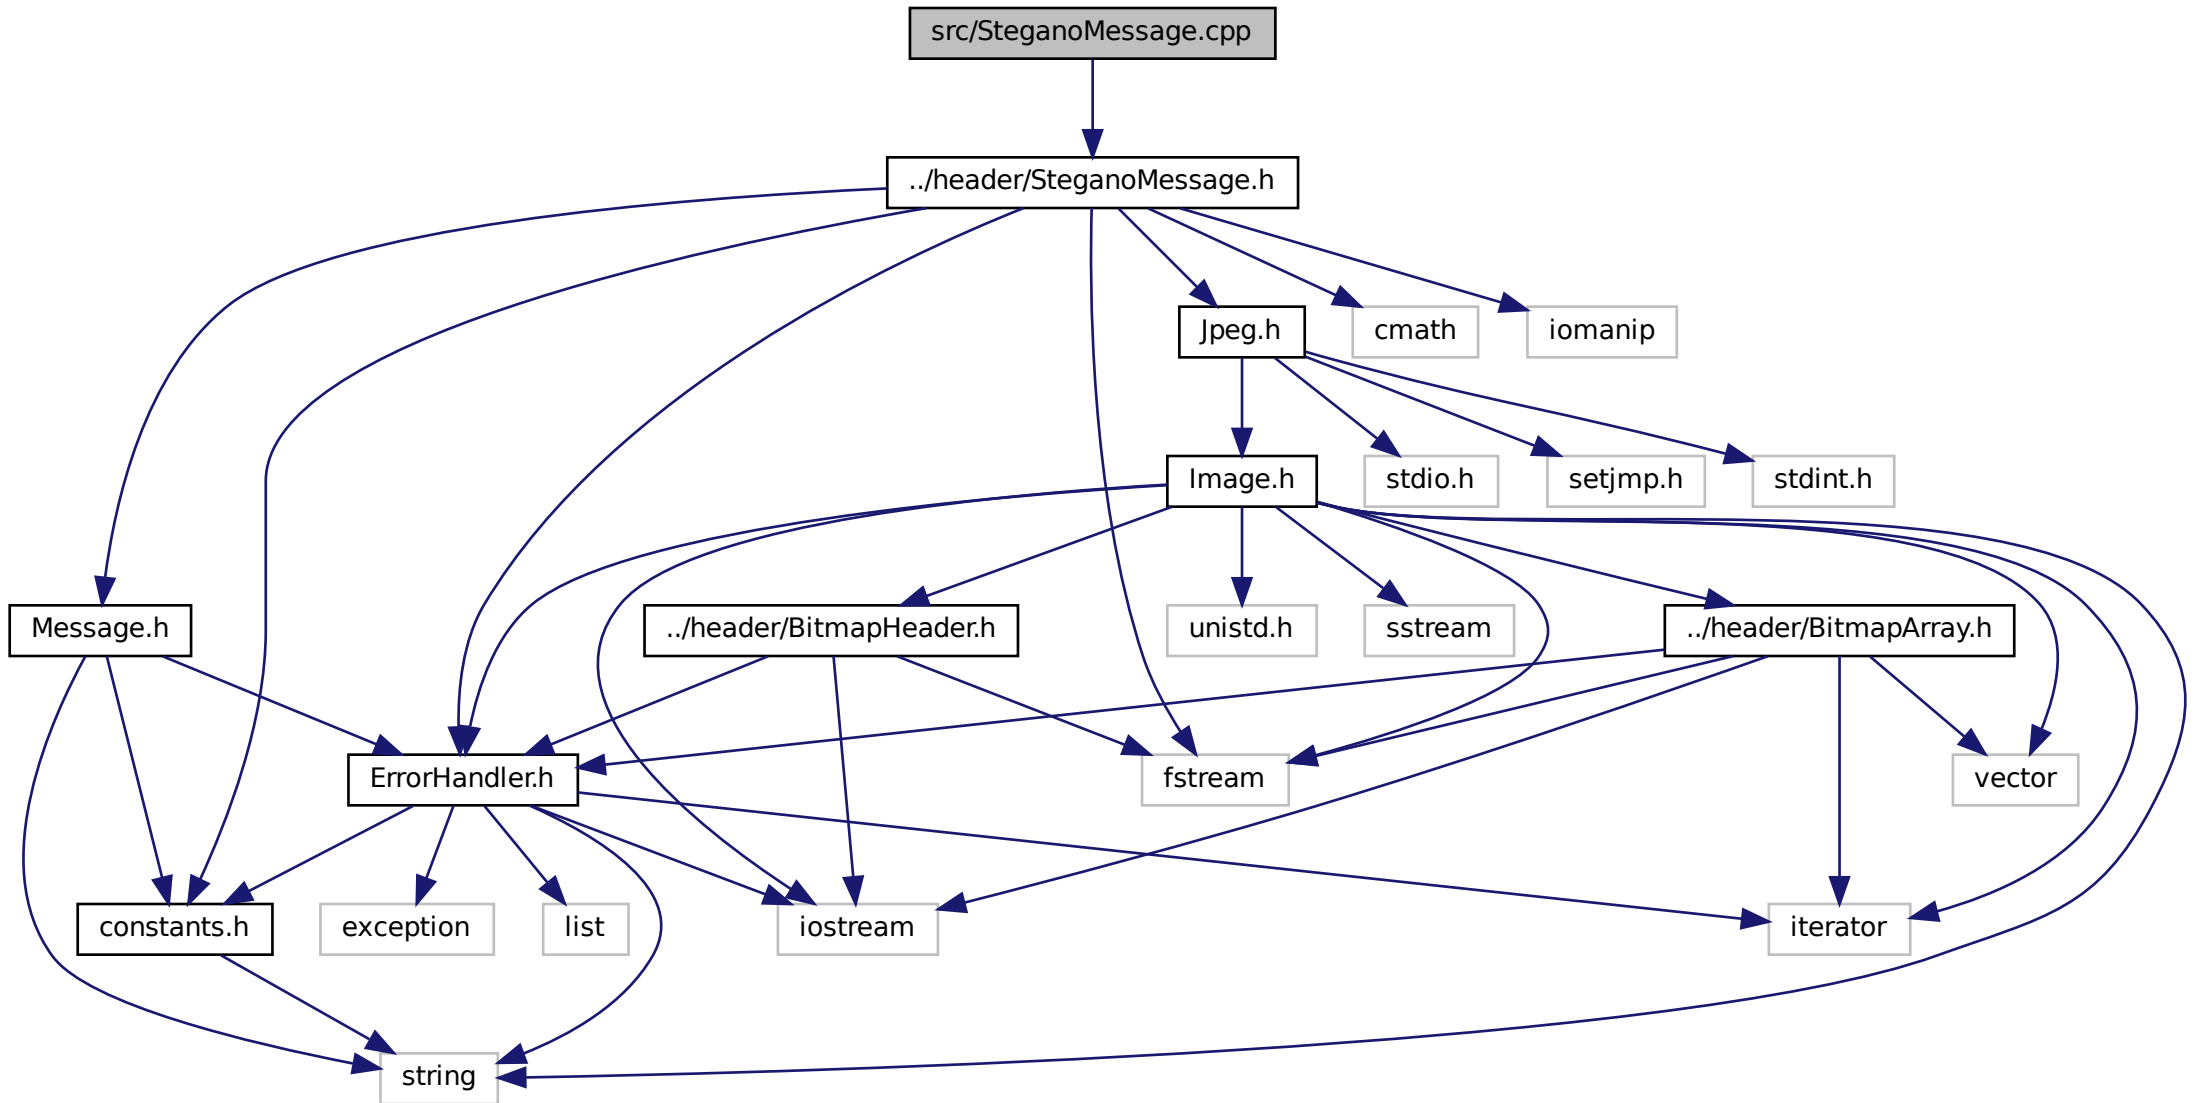 src/SteganoMessage.cpp
../header/SteganoMessage.h
Jpeg.h
cmath
iomanip
Image.h
stdio.h
setjmp.h
stdint.h
Message.h
../header/BitmapHeader.h
unistd.h
sstream
../header/BitmapArray.h
ErrorHandler.h
fstream
vector
constants.h
exception
list
iostream
iterator
string